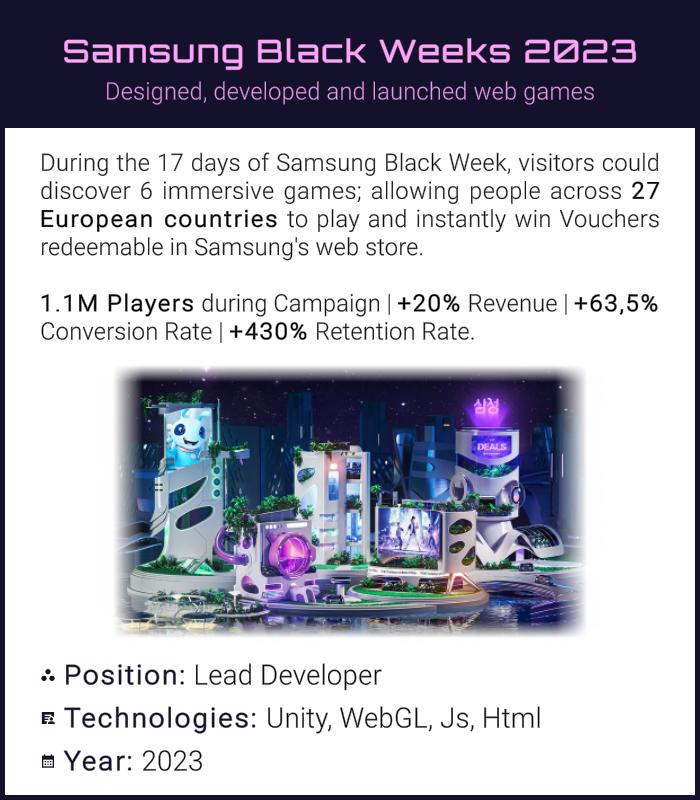 Samsung Black Weeks 2023
Designed, developed and launched web games
During the 17 days of Samsung Black Week, visitors could
discover 6 immersive games; allowing people across 27
European countries to play and instantly win Vouchers
redeemable in Samsung's web store.
1.1M Players during Campaign | +20% Revenue | +63,5%
Conversion Rate | +430% Retention Rate.
삼성
DEALS
Position: Lead Developer
Technologies: Unity, WebGL, Js, Html
Year: 2023